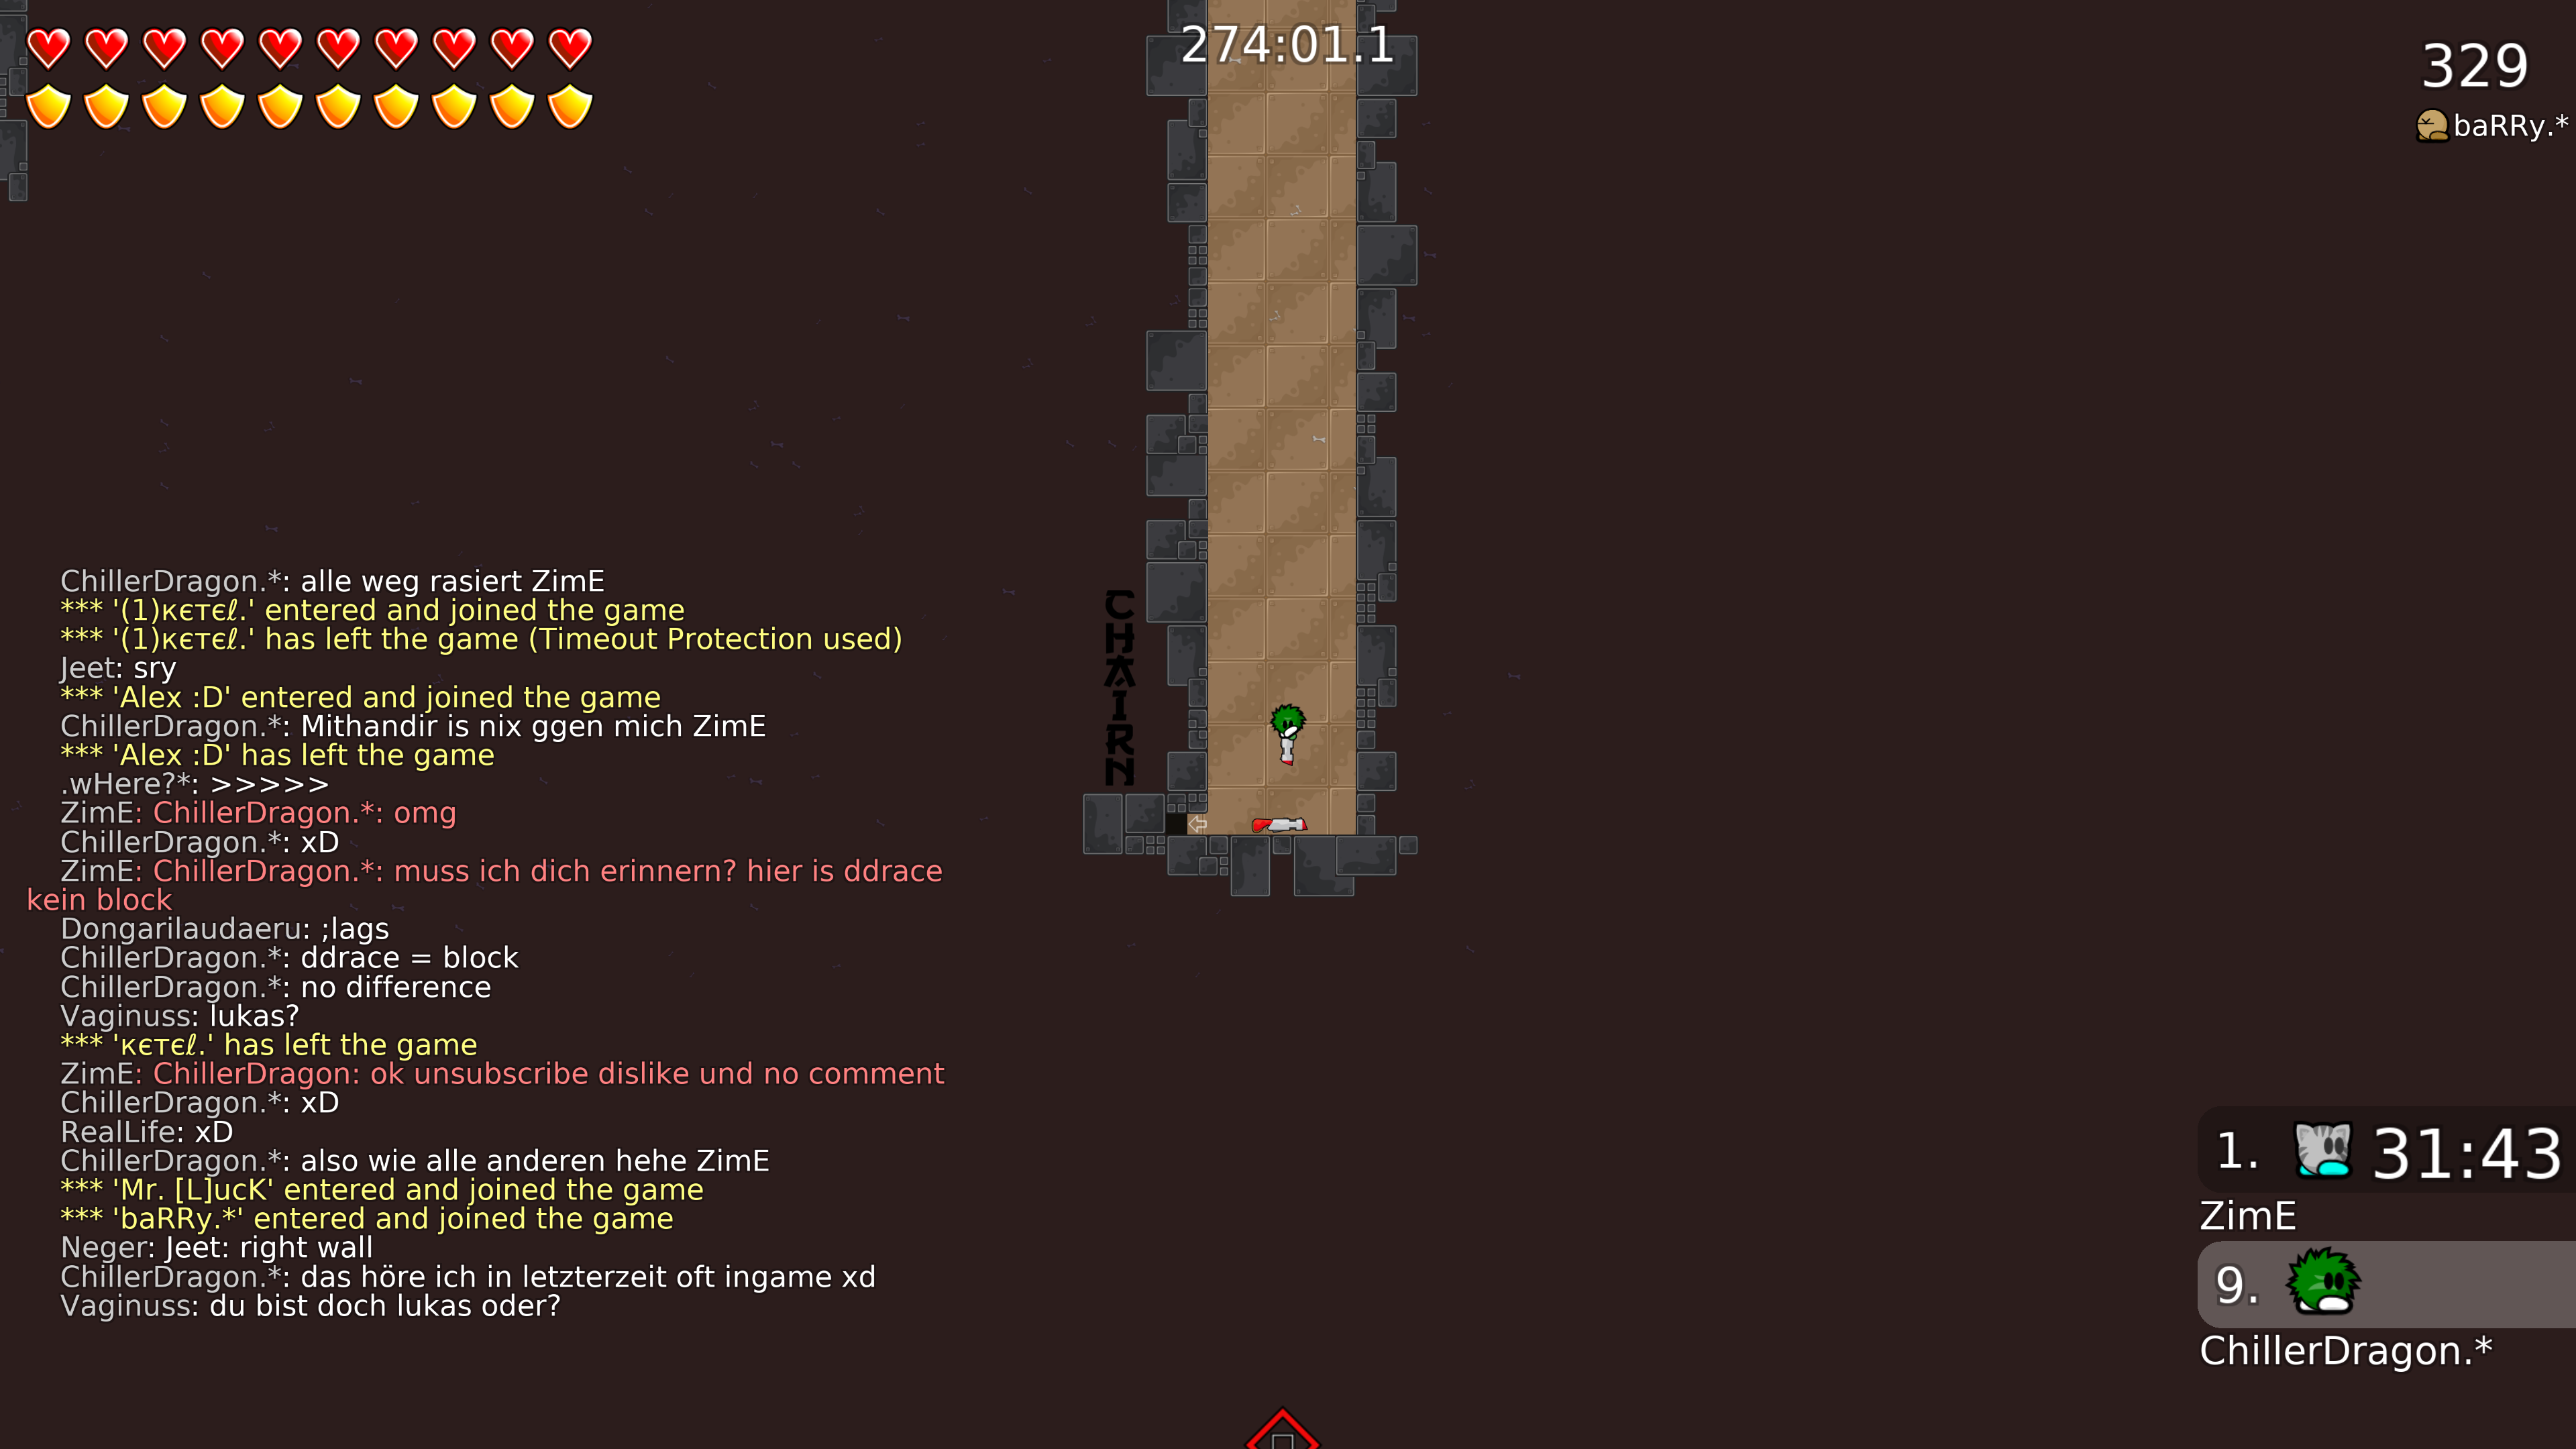 274:01.1
329
baRRy.*
ChillerDragon.*: alle weg rasiert ZimE
*** '(1)кєтєℓ.' entered and joined the game
*** '(1)кєтєℓ.' has left the game (Timeout Protection used)
Jeet: sry
*** 'Alex :D' entered and joined the game
ChillerDragon.*: Mithandir is nix ggen mich ZimE
*** 'Alex :D' has left the game
.wHere?*: >>>>>
ZimE: ChillerDragon.*: omg
ChillerDragon.*: xD
ZimE: ChillerDragon.*: muss ich dich erinnern? hier is ddrace
kein block
Dongarilaudaeru: ;lags
ChillerDragon.*: ddrace = block
ChillerDragon.*: no difference
Vaginuss: lukas?
*** 'кєтєℓ.' has left the game
ZimE: ChillerDragon: ok unsubscribe dislike und no comment
ChillerDragon.*: xD
RealLife: xD
ChillerDragon.*: also wie alle anderen hehe ZimE
*** 'Mr. [L]ucK' entered and joined the game
*** 'baRRy.*' entered and joined the game
Neger: Jeet: right wall
ChillerDragon.*: das höre ich in letzterzeit oft ingame xd
Vaginuss: du bist doch lukas oder?
CHAIRN
1. 31:43
ZimE
9.
ChillerDragon.*